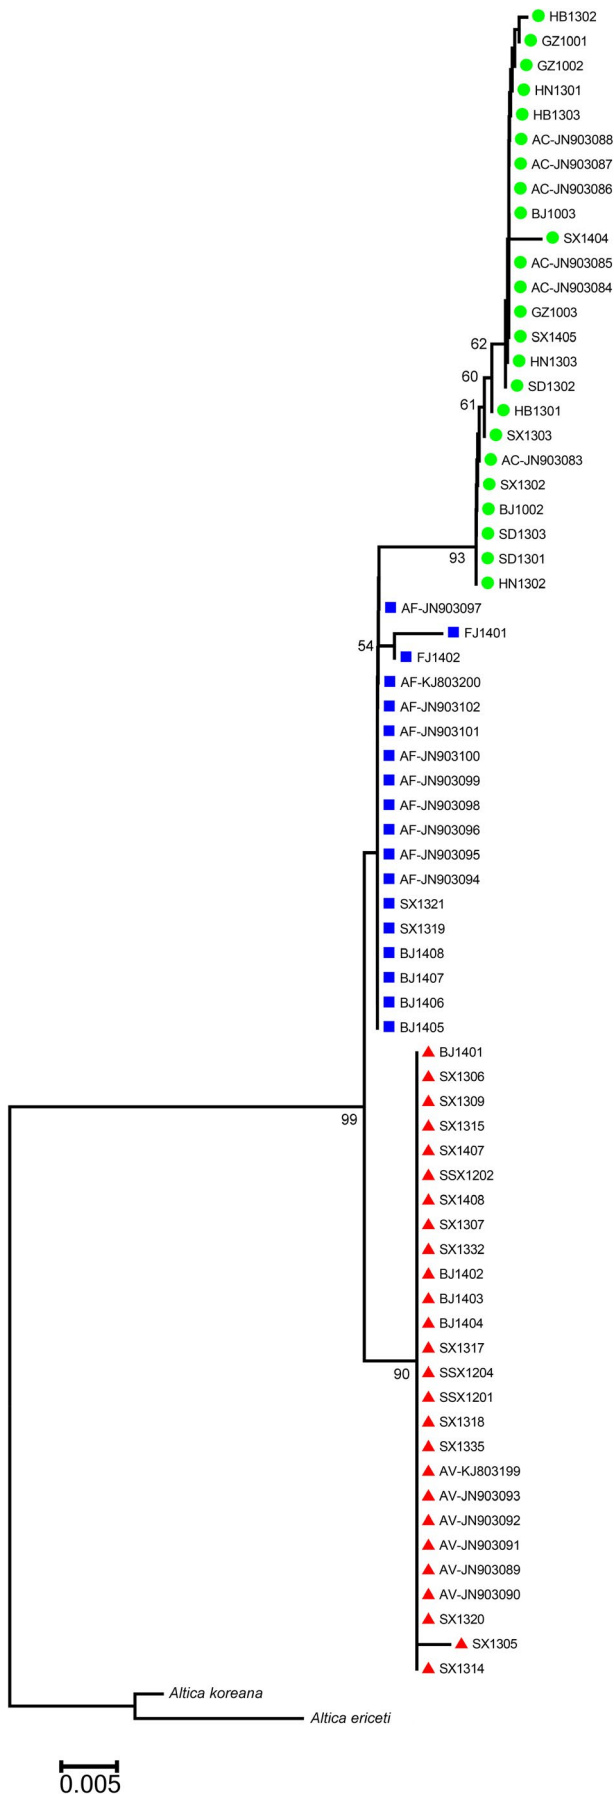 HB1302
GZ1001
GZ1002
HN1301
HB1303
AC-JN903088
AC-JN903087
AC-JN903086
BJ1003
SX1404
AC-JN903085
AC-JN903084
GZ1003
SX1405
62
HN1303
60
SD1302
61
HB1301
SX1303
AC-JN903083
SX1302
BJ1002
SD1303
93
SD1301
HN1302
AF-JN903097
FJ1401
54
FJ1402
AF-KJ803200
AF-JN903102
AF-JN903101
AF-JN903100
AF-JN903099
AF-JN903098
AF-JN903096
AF-JN903095
AF-JN903094
SX1321
SX1319
BJ1408
BJ1407
BJ1406
BJ1405
BJ1401
SX1306
SX1309
99
SX1315
SX1407
SSX1202
SX1408
SX1307
SX1332
BJ1402
BJ1403
BJ1404
SX1317
90
SSX1204
SSX1201
SX1318
SX1335
AV-KJ803199
AV-JN903093
AV-JN903092
AV-JN903091
AV-JN903089
AV-JN903090
SX1320
SX1305
SX1314
Altica koreana
Altica ericeti
0.005